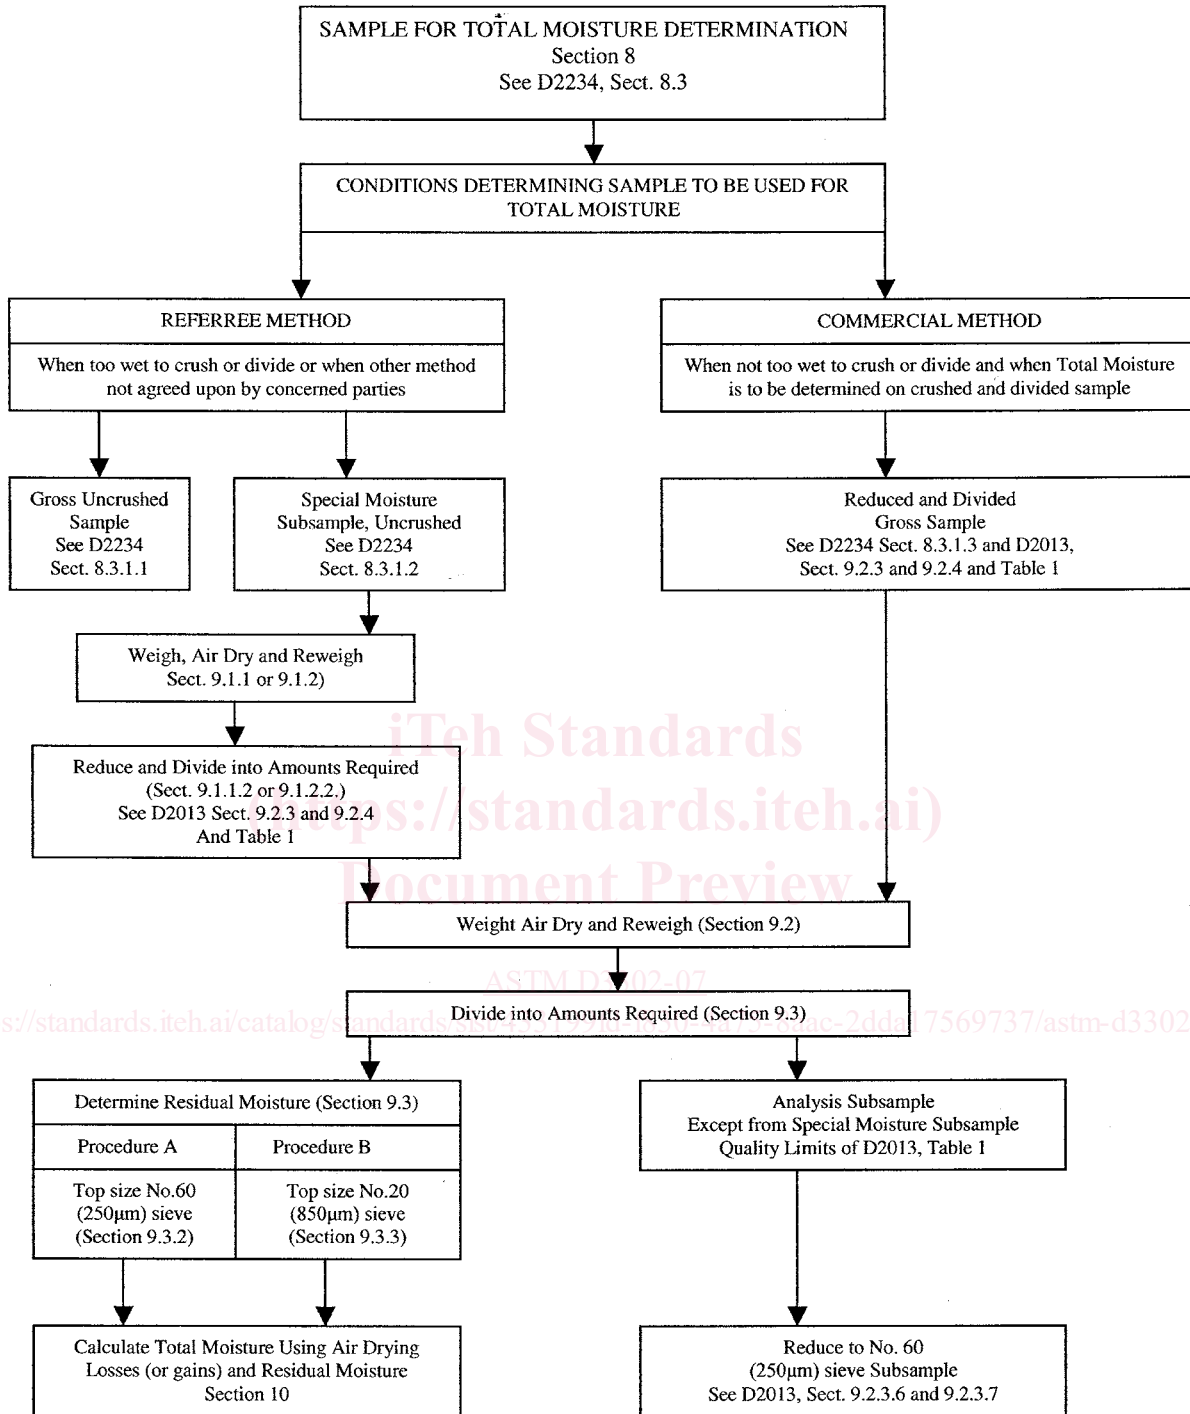 SAMPLE FOR TOTAL MOISTURE DETERMINATION
Section 8
See D2234, Sect. 8.3
CONDITIONS DETERMINING SAMPLE TO BE USED FOR
TOTAL MOISTURE
REFERREE METHOD
When too wet to crush or divide or when other method
not agreed upon by concerned parties
COMMERCIAL METHOD
When not too wet to crush or divide and when Total Moisture
is to be determined on crushed and divided sample
Gross Uncrushed
Sample
See D2234
Sect. 8.3.1.1
Special Moisture
Subsample, Uncrushed
See D2234
Sect. 8.3.1.2
Reduced and Divided
Gross Sample
See D2234 Sect. 8.3.1.3 and D2013,
Sect. 9.2.3 and 9.2.4 and Table 1
Weigh, Air Dry and Reweigh
Sect. 9.1.1 or 9.1.2)
iTeh Standards
(https://standards.iteh.ai)
Document Preview
Reduce and Divide into Amounts Required
(Sect. 9.1.1.2 or 9.1.2.2.)
See D2013 Sect. 9.2.3 and 9.2.4
And Table 1
Weight Air Dry and Reweigh (Section 9.2)
ASTM D3302-07
Divide into Amounts Required (Section 9.3)
Determine Residual Moisture (Section 9.3)
Procedure A
Procedure B
Top size No.60
(250µm) sieve
(Section 9.3.2)
Top size No.20
(850µm) sieve
(Section 9.3.3)
Analysis Subsample
Except from Special Moisture Subsample
Quality Limits of D2013, Table 1
Calculate Total Moisture Using Air Drying
Losses (or gains) and Residual Moisture
Section 10
Reduce to No. 60
(250µm) sieve Subsample
See D2013, Sect. 9.2.3.6 and 9.2.3.7